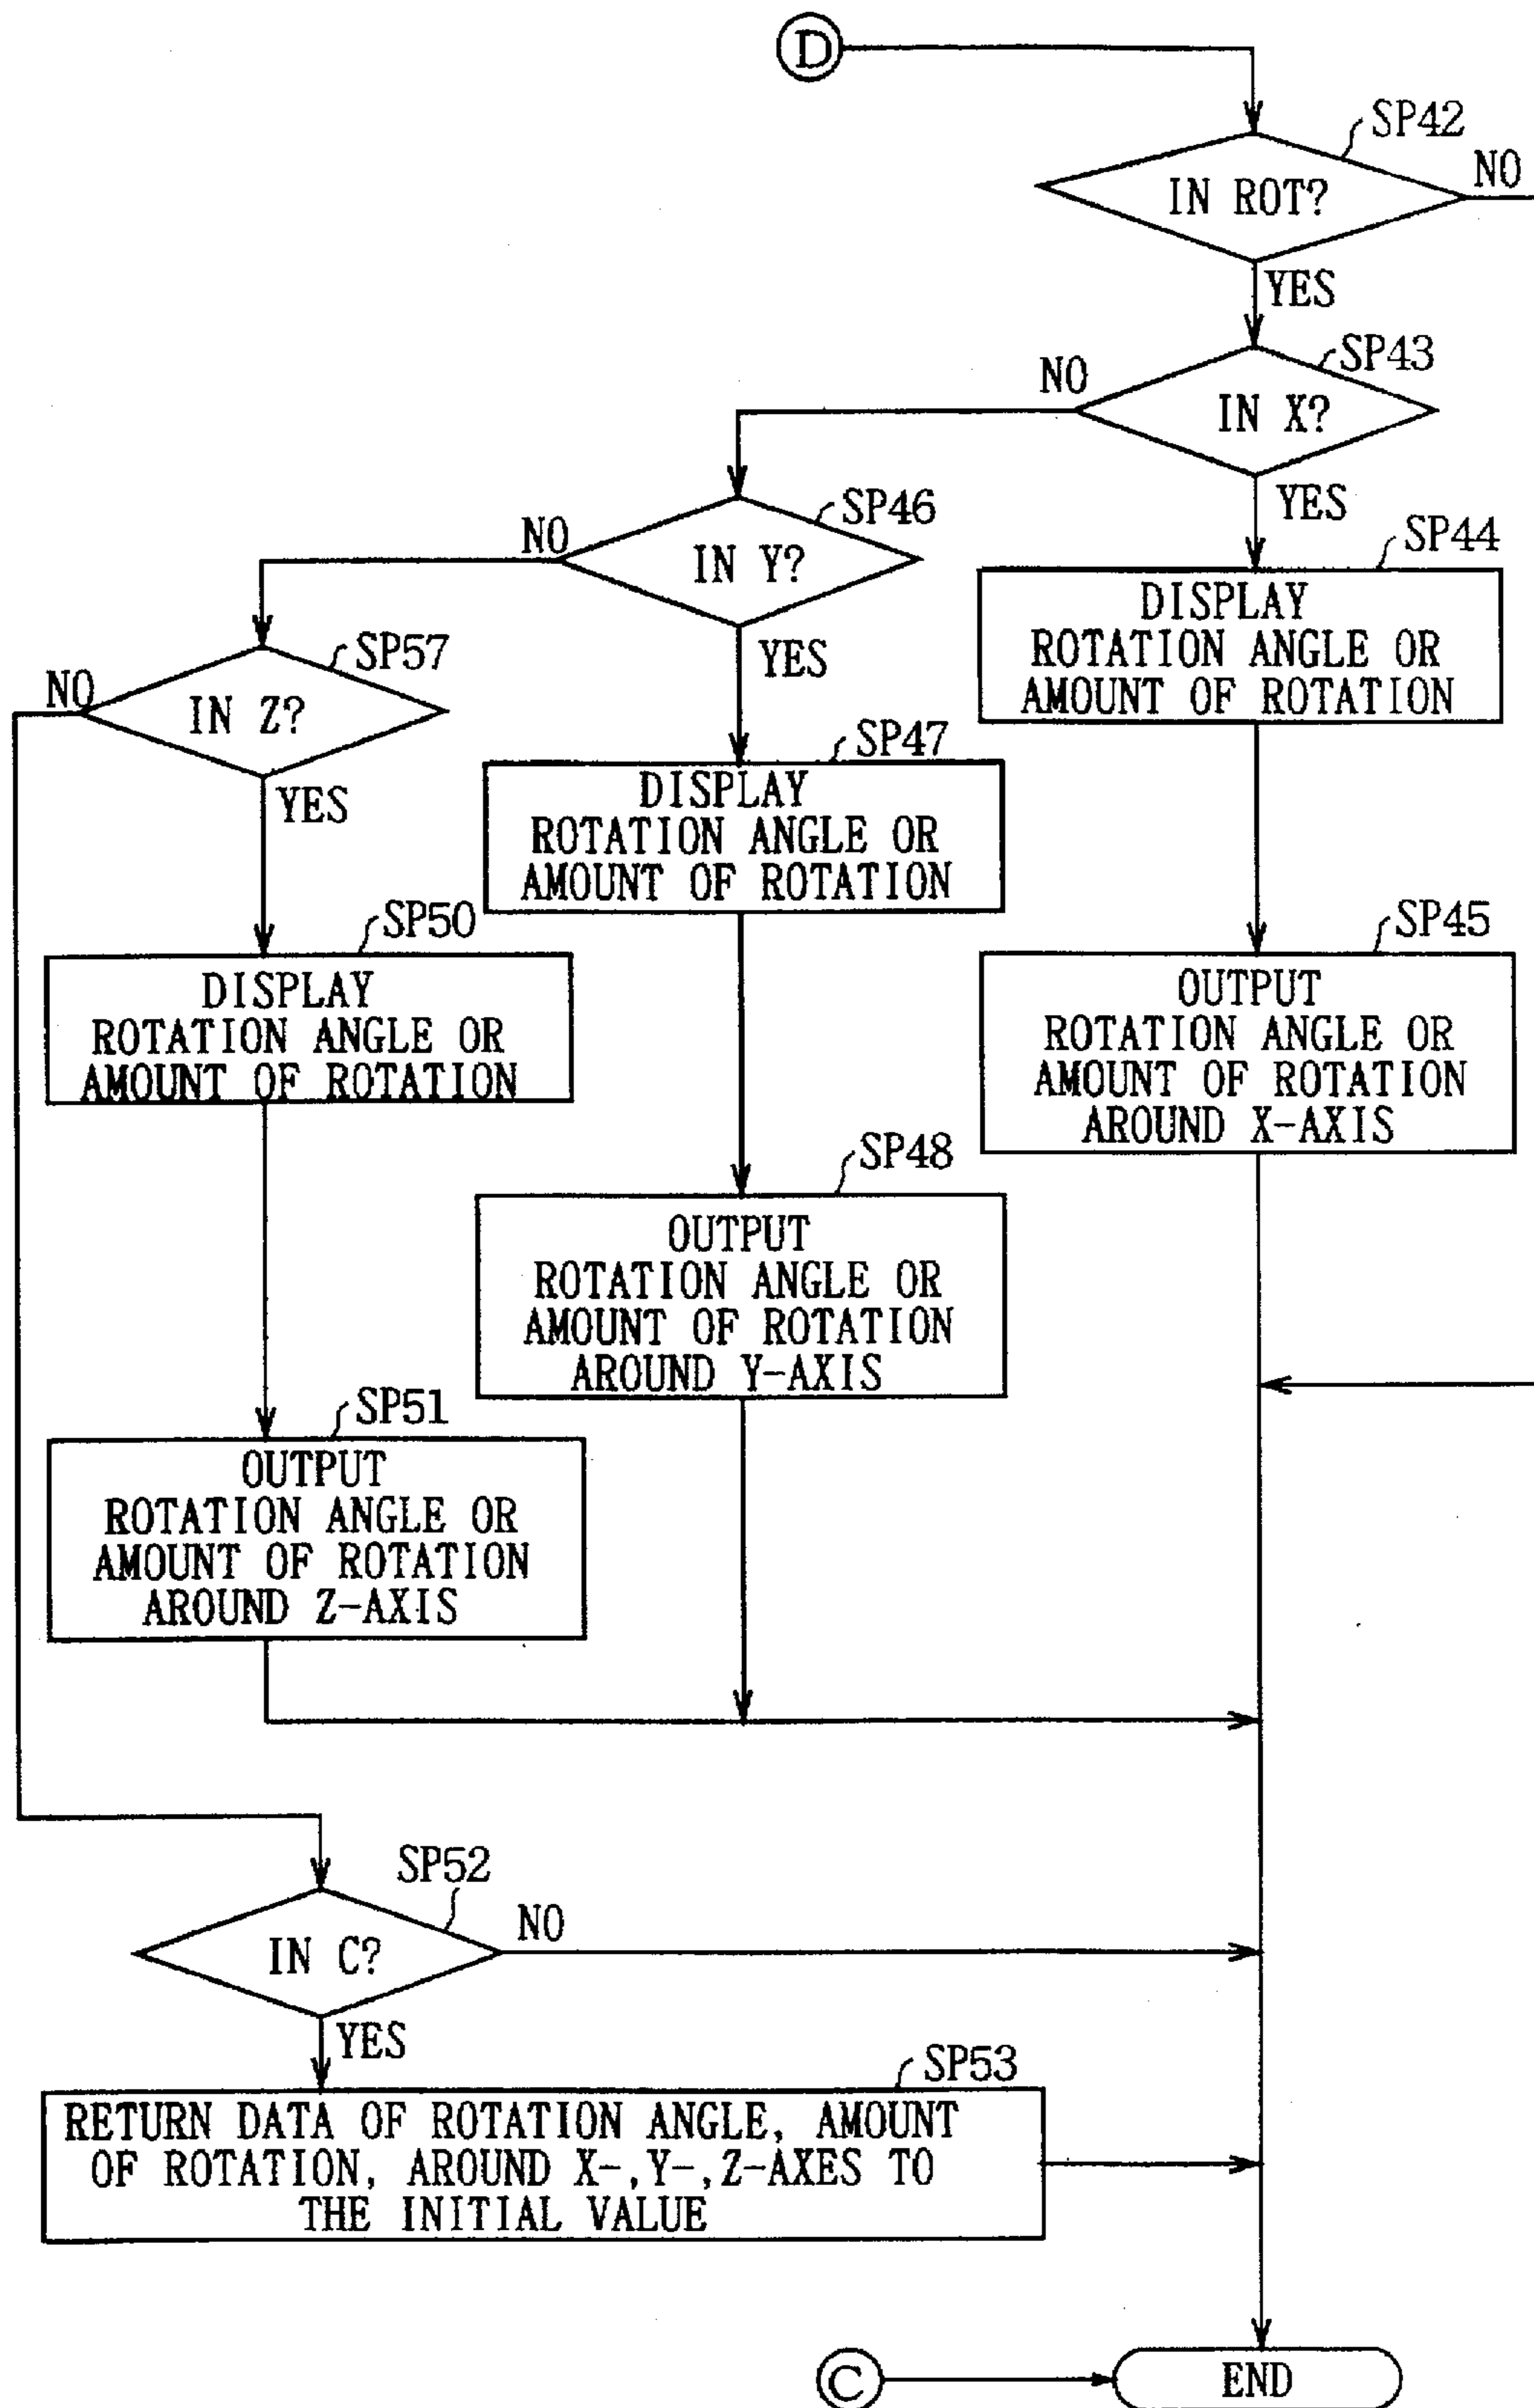 D
SP42
NO
IN ROT?
YES
SP43
NO
IN X?
YES
SP46
NO
IN Y?
YES
SP44
DISPLAY
ROTATION ANGLE OR
AMOUNT OF ROTATION
SP57
NO
IN Z?
YES
SP47
DISPLAY
ROTATION ANGLE OR
AMOUNT OF ROTATION
SP50
DISPLAY
ROTATION ANGLE OR
AMOUNT OF ROTATION
SP45
OUTPUT
ROTATION ANGLE OR
AMOUNT OF ROTATION
AROUND X-AXIS
SP48
OUTPUT
ROTATION ANGLE OR
AMOUNT OF ROTATION
AROUND Y-AXIS
SP51
OUTPUT
ROTATION ANGLE OR
AMOUNT OF ROTATION
AROUND Z-AXIS
SP52
NO
IN C?
YES
SP53
RETURN DATA OF ROTATION ANGLE, AMOUNT
OF ROTATION, AROUND X-,Y-,Z-AXES TO
THE INITIAL VALUE
C
END